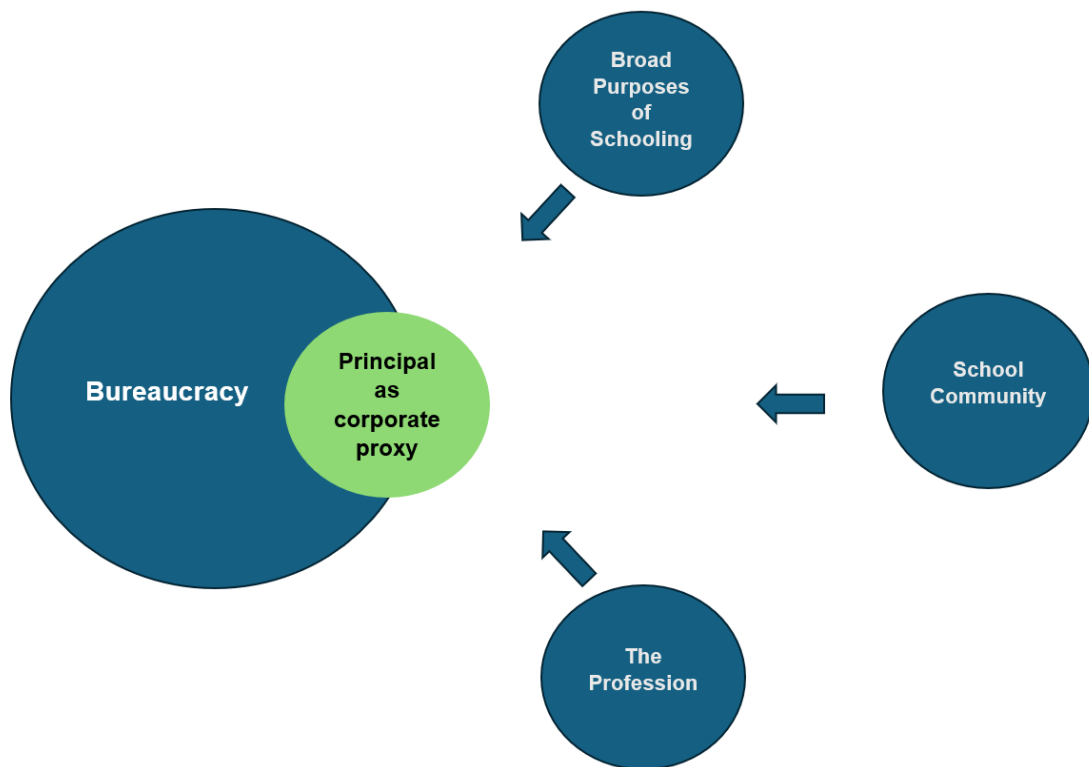 Broad
Purposes
of
Schooling
Bureaucracy
Principal
as
corporate
proxy
School
Community
The
Profession